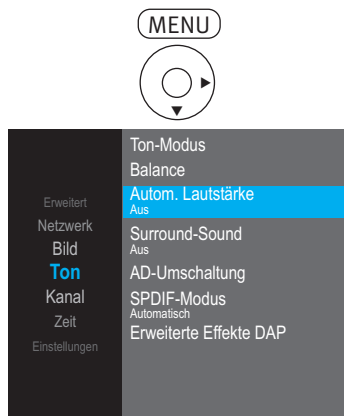 MENU
Erweitert
Netzwerk
Bild
Ton
Kanal
Zeit
Einstellungen
Ton-Modus
Balance
Autom. Lautstärke
Aus
Surround-Sound
Aus
AD-Umschaltung
SPDIF-Modus
Automatisch
Erweiterte Effekte DAP